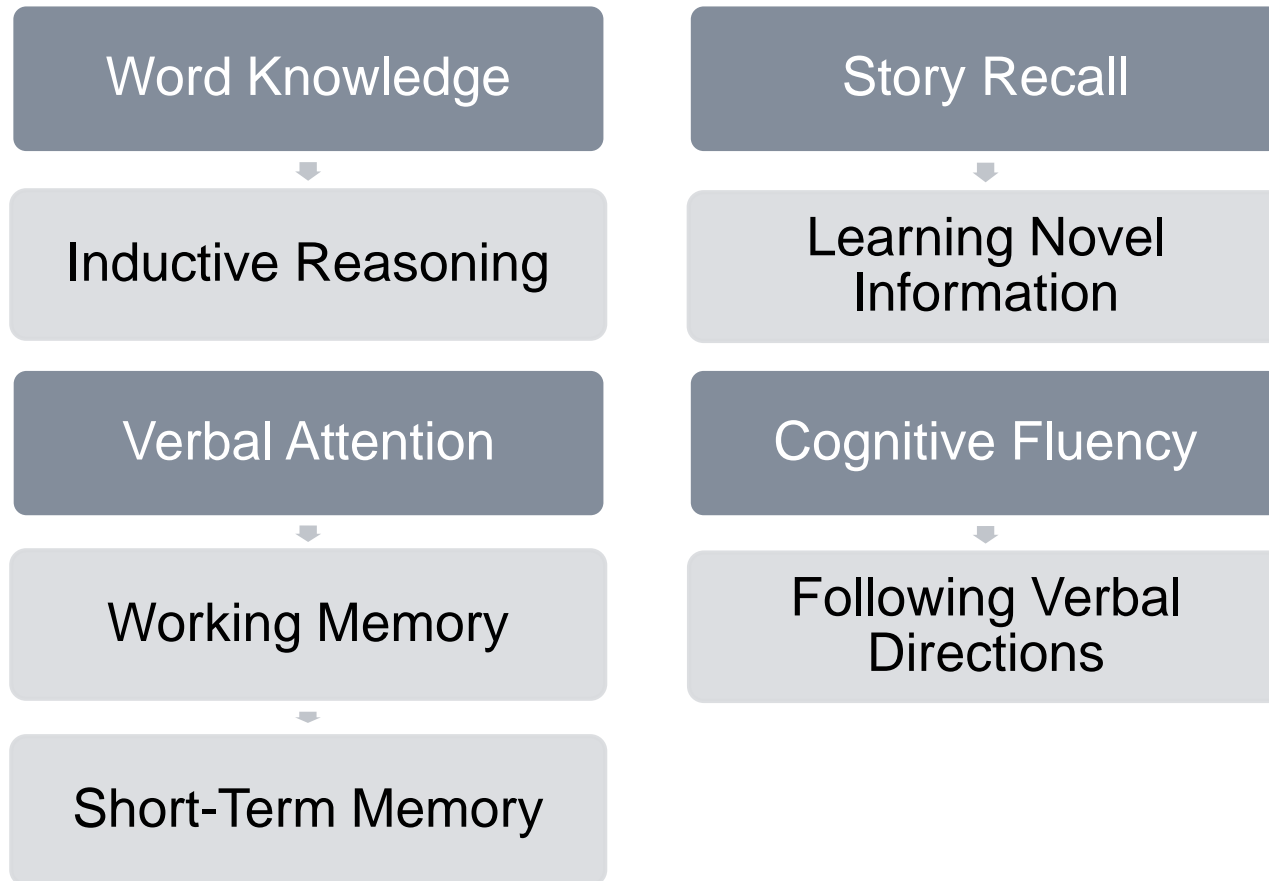 Word Knowledge
Inductive Reasoning
Story Recall
Learning Novel
Information
Verbal Attention
Working Memory
Short-Term Memory
Cognitive Fluency
Following Verbal
Directions